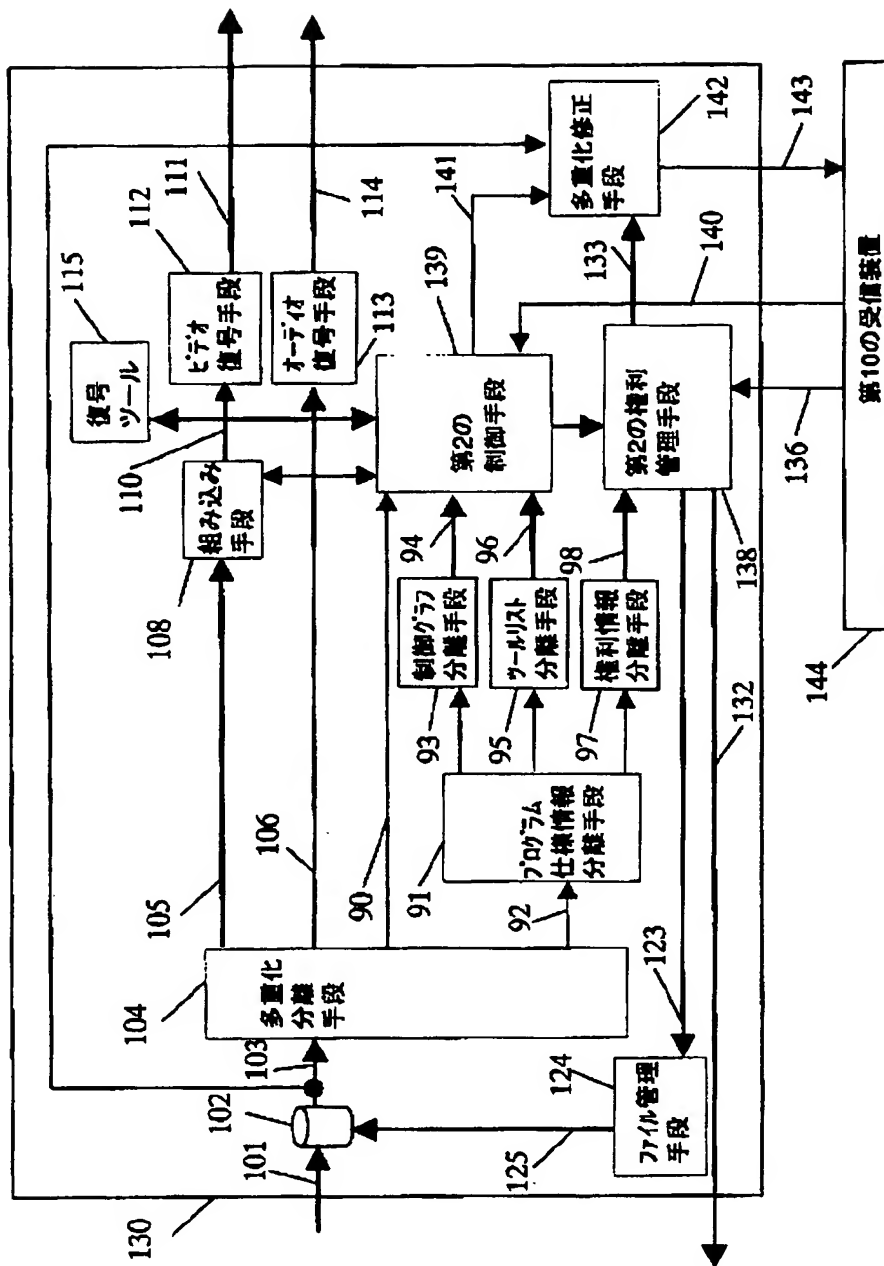 130
101
102
103
104
多重化
分離
手段
105
106
90
92
91
プログラム
仕様情報
分離手段
93
制御グラフ
分離手段
94
95
ツールリスト
分離手段
96
97
権利情報
分離手段
98
108
組み込み
手段
110
115
復号
ツール
112
ビデオ
復号手段
111
オーディオ
復号手段
113
114
139
第2の
制御手段
141
140
第2の権利
管理手段
138
133
136
多重化修正
手段
142
143
123
124
ファイル管理
手段
125
132
144
第10の受信装置